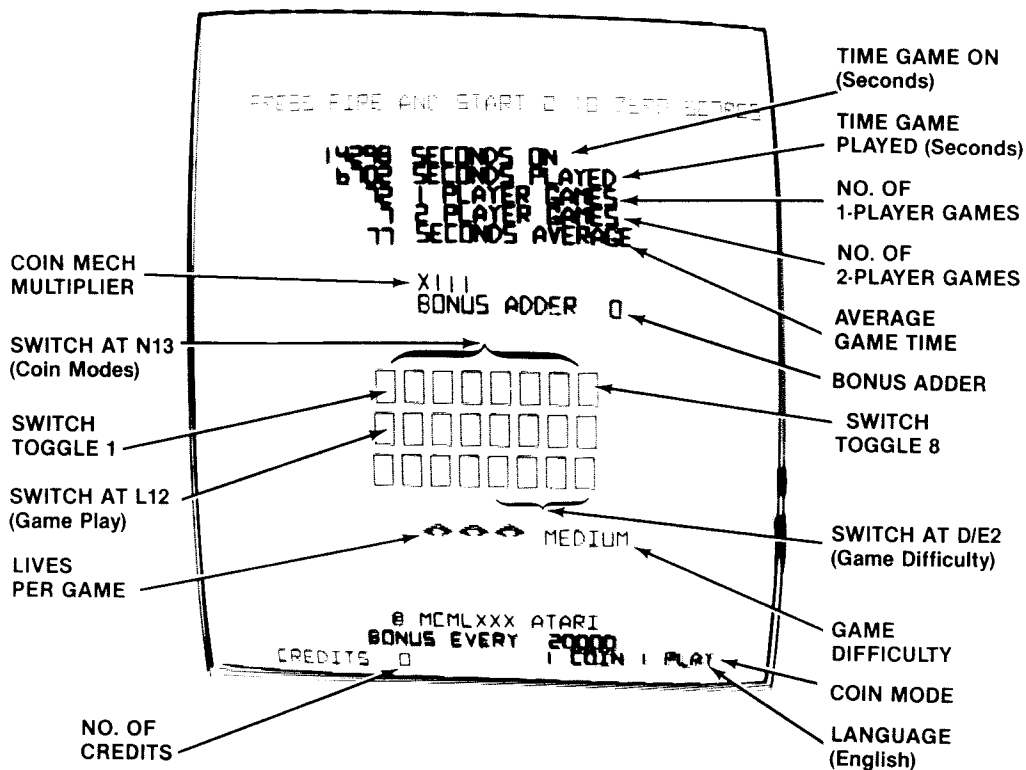 PRESS FIRE AND START 2 TO ZERO SCORES
14298 SECONDS ON
6702 SECONDS PLAYED
72 1 PLAYER GAMES
7 2 PLAYER GAMES
77 SECONDS AVERAGE
X111
BONUS ADDER 0
MEDIUM
© MCMLXXX ATARI
BONUS EVERY 20000
CREDITS 0 1 COIN 1 PLAY
COIN MECH
MULTIPLIER
SWITCH AT N13
(Coin Modes)
SWITCH
TOGGLE 1
SWITCH AT L12
(Game Play)
LIVES
PER GAME
NO. OF
CREDITS
TIME GAME ON
(Seconds)
TIME GAME
PLAYED (Seconds)
NO. OF
1-PLAYER GAMES
NO. OF
2-PLAYER GAMES
AVERAGE
GAME TIME
BONUS ADDER
SWITCH
TOGGLE 8
SWITCH AT D/E2
(Game Difficulty)
GAME
DIFFICULTY
COIN MODE
LANGUAGE
(English)